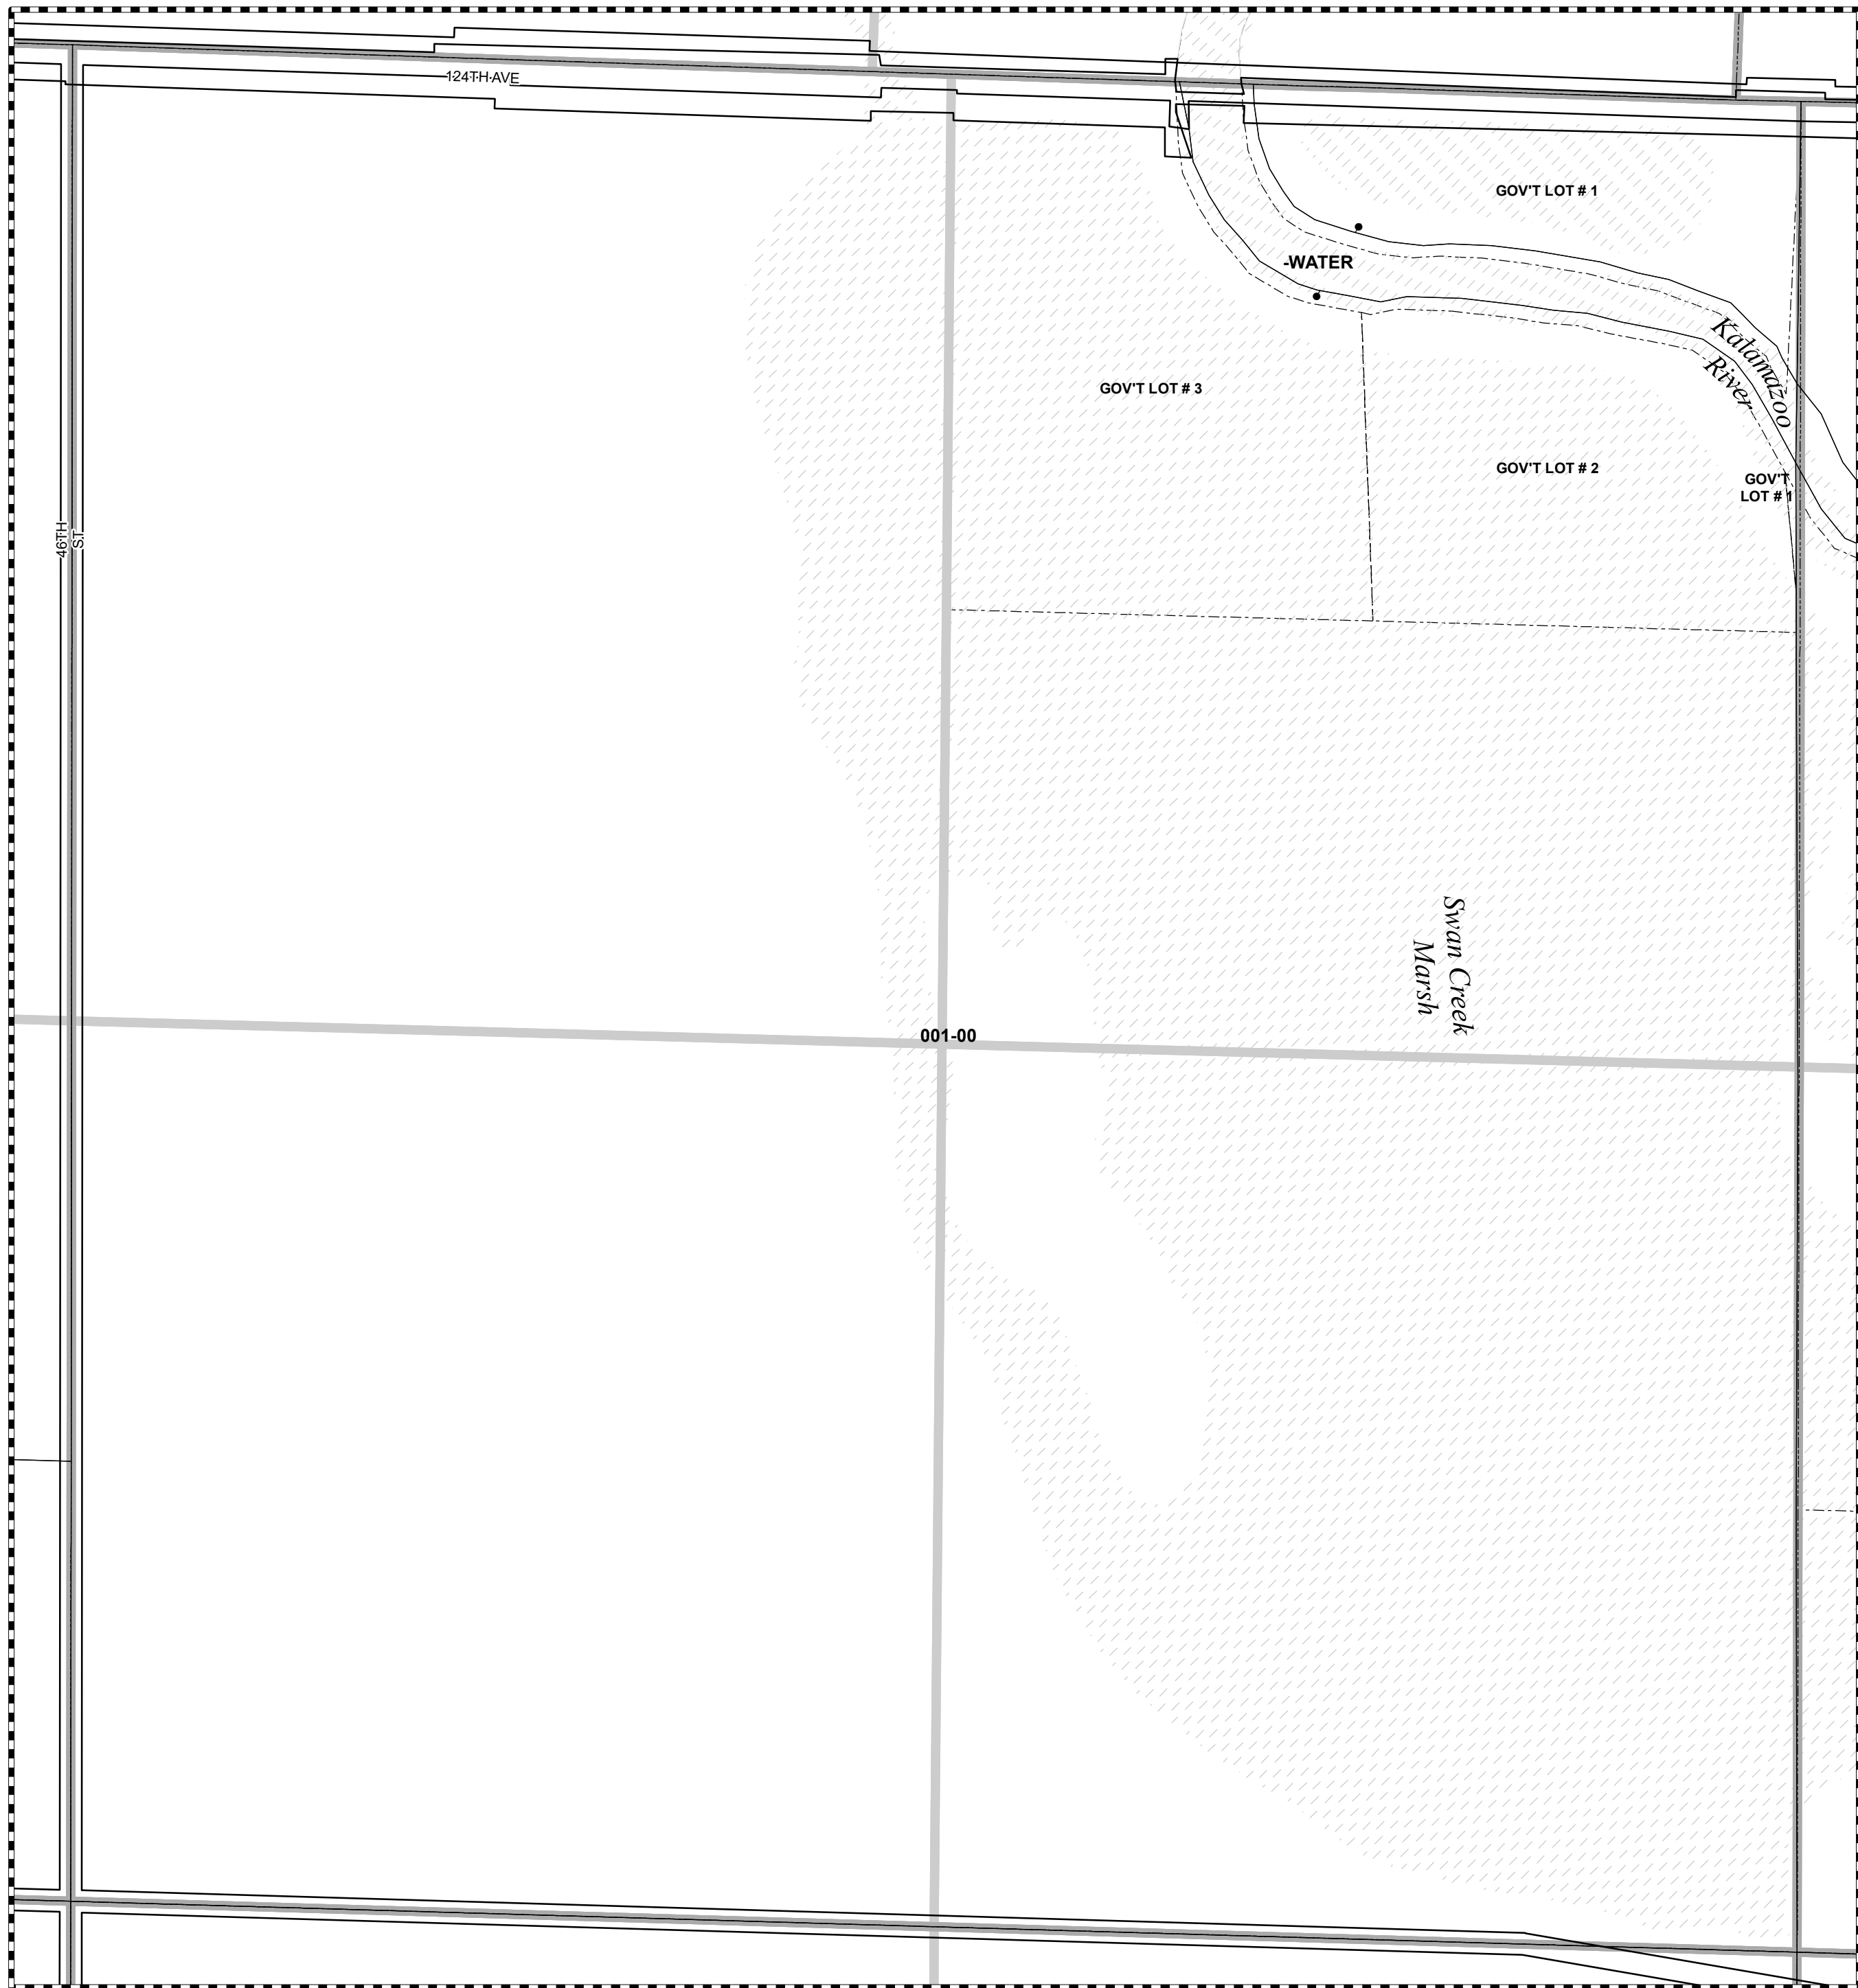 124TH AVE
GOV'T LOT # 1
-WATER
Kalamazoo
River
GOV'T LOT # 3
GOV'T LOT # 2
GOV'T
LOT # 1
46TH
ST
Swan Creek
Marsh
001-00